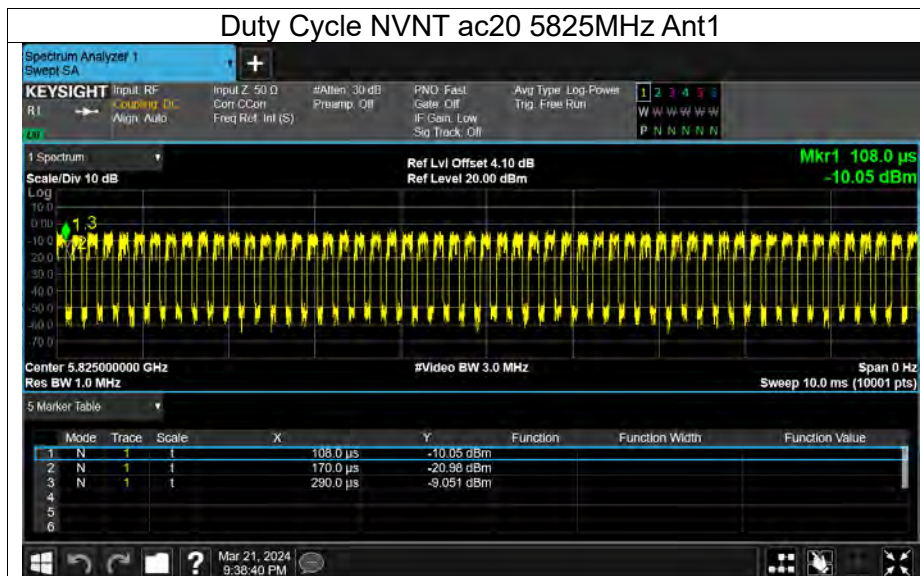 Duty Cycle NVNT ac20 5825MHz Ant1
Spectrum Analyzer 1
Swept SA
+
KEYSIGHT Input: RF Input Z: 50 Ω #Atten: 30 dB PNO: Fast Avg Type: Log-Power 1 2 3 4 5 6
R L Coupling: DC Corr CCorr Preamp: Off Gate: Off Trig: Free Run W W W W W W
Align: Auto Freq Ref: Int (S) IF Gain: Low
Sig Track: Off P N N N N N
1 Spectrum Ref Lvl Offset 4.10 dB Mkr1 108.0 µs
Scale/Div 10 dB Ref Level 20.00 dBm -10.05 dBm
Log
10.0
0.00
-10.0
-20.0
-30.0
-40.0
-50.0
-60.0
-70.0
Center 5.825000000 GHz #Video BW 3.0 MHz Span 0 Hz
Res BW 1.0 MHz Sweep 10.0 ms (10001 pts)
5 Marker Table
Mode Trace Scale X Y Function Function Width Function Value
1 N 1 t 108.0 µs -10.05 dBm
2 N 1 t 170.0 µs -20.98 dBm
3 N 1 t 290.0 µs -9.051 dBm
4
5
6
? Mar 21, 2024
9:38:40 PM